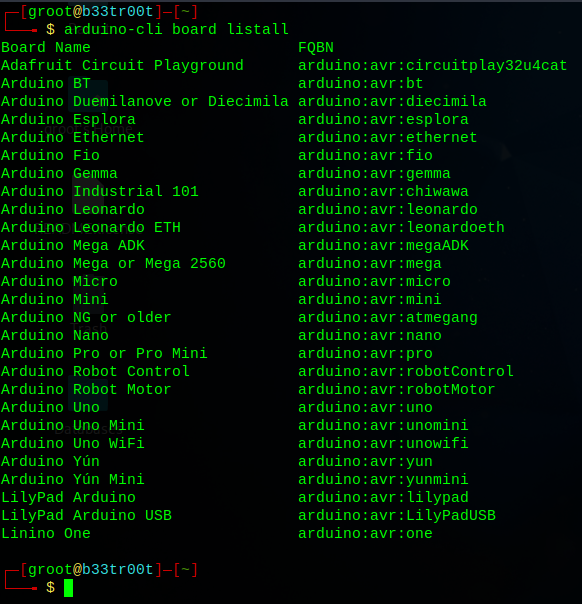 ┌─[groot@b33tr00t]─[~]
└──╼ $ arduino-cli board listall
Board Name FQBN
Adafruit Circuit Playground arduino:avr:circuitplay32u4cat
Arduino BT arduino:avr:bt
Arduino Duemilanove or Diecimila arduino:avr:diecimila
Arduino Esplora arduino:avr:esplora
Arduino Ethernet arduino:avr:ethernet
Arduino Fio arduino:avr:fio
Arduino Gemma arduino:avr:gemma
Arduino Industrial 101 arduino:avr:chiwawa
Arduino Leonardo arduino:avr:leonardo
Arduino Leonardo ETH arduino:avr:leonardoeth
Arduino Mega ADK arduino:avr:megaADK
Arduino Mega or Mega 2560 arduino:avr:mega
Arduino Micro arduino:avr:micro
Arduino Mini arduino:avr:mini
Arduino NG or older arduino:avr:atmegang
Arduino Nano arduino:avr:nano
Arduino Pro or Pro Mini arduino:avr:pro
Arduino Robot Control arduino:avr:robotControl
Arduino Robot Motor arduino:avr:robotMotor
Arduino Uno arduino:avr:uno
Arduino Uno Mini arduino:avr:unomini
Arduino Uno WiFi arduino:avr:unowifi
Arduino Yún arduino:avr:yun
Arduino Yún Mini arduino:avr:yunmini
LilyPad Arduino arduino:avr:lilypad
LilyPad Arduino USB arduino:avr:LilyPadUSB
Linino One arduino:avr:one
┌─[groot@b33tr00t]─[~]
└──╼ $